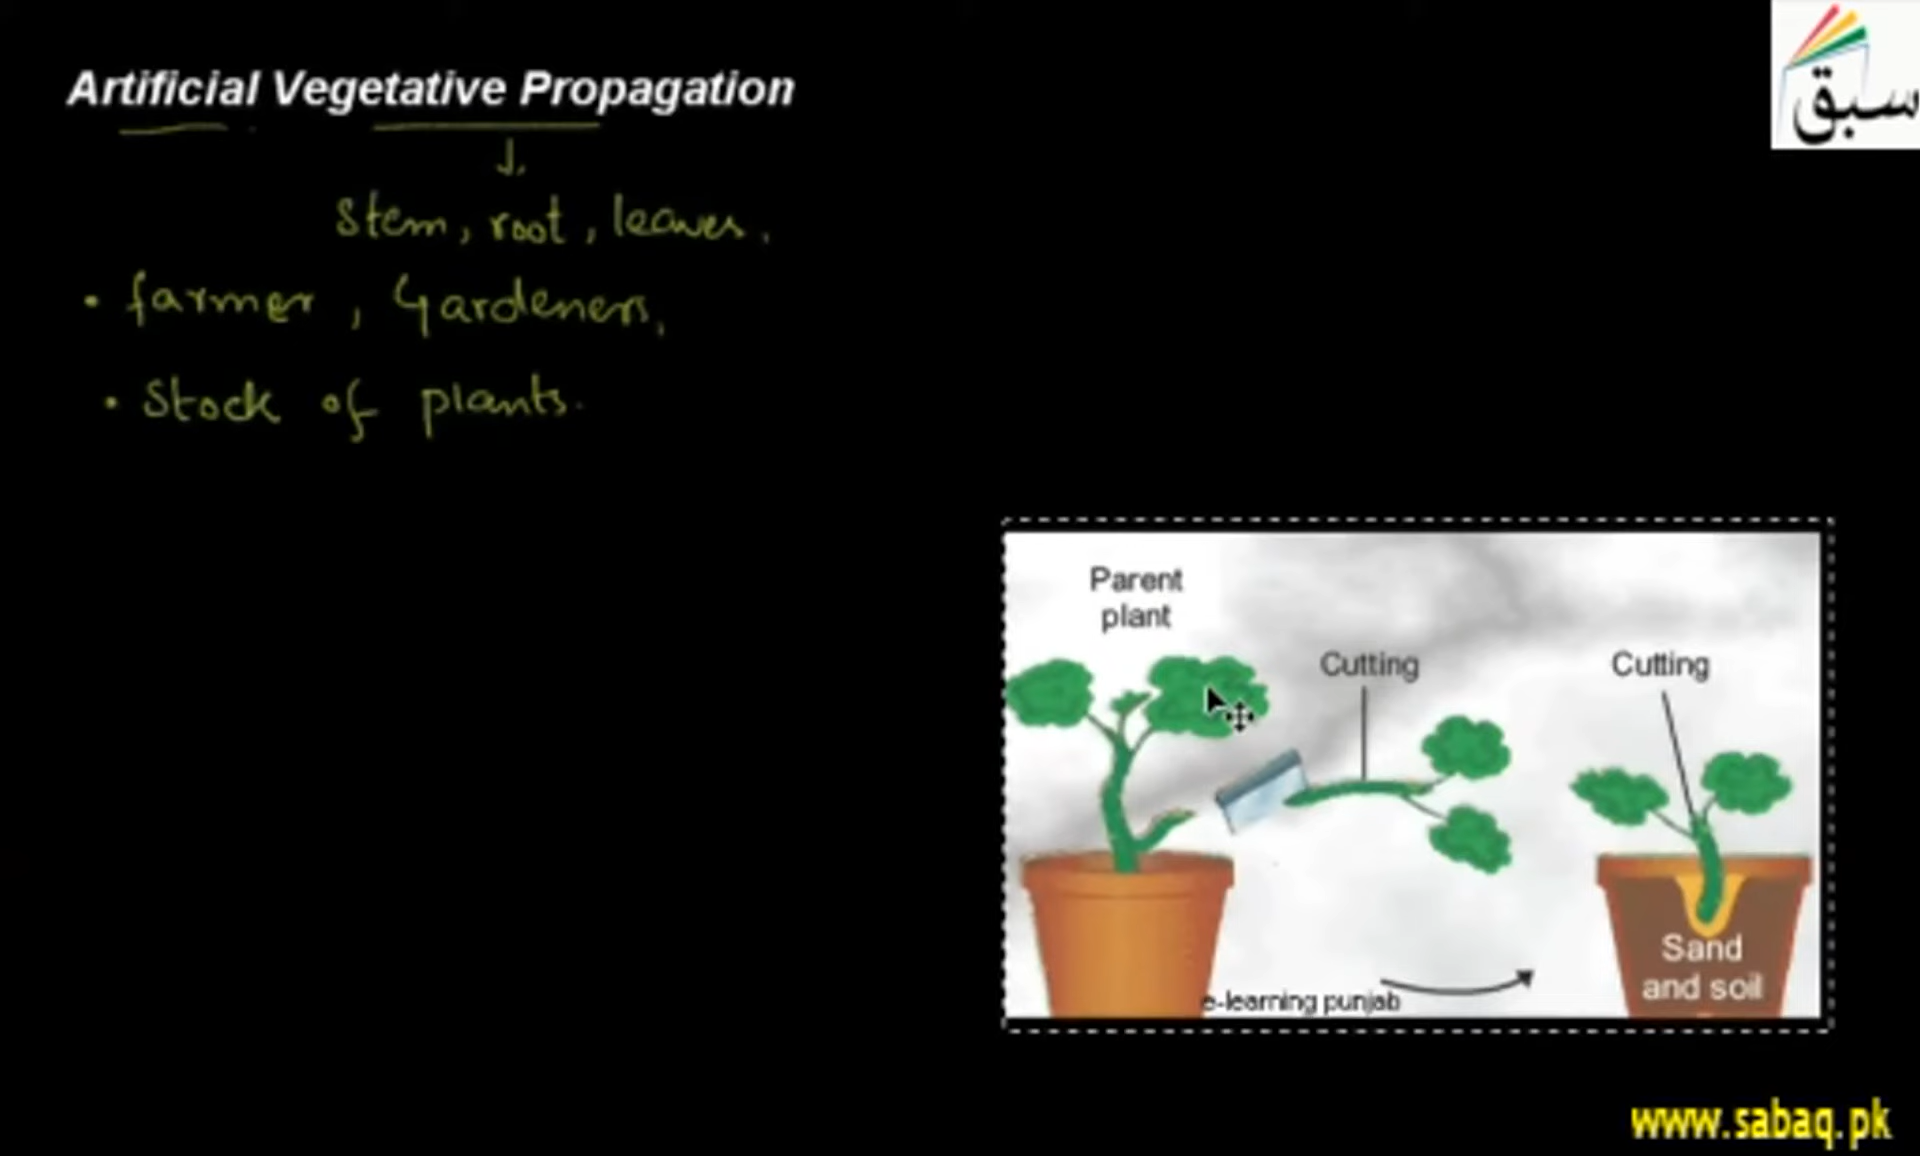 Artificial Vegetative Propagation
سبق
Stem, root, leaves,
• farmer, Gardeners,
• Stock of plants.
Parent
plant
Cutting
Cutting
Sand
and soil
e-learning punjab
www.sabaq.pk